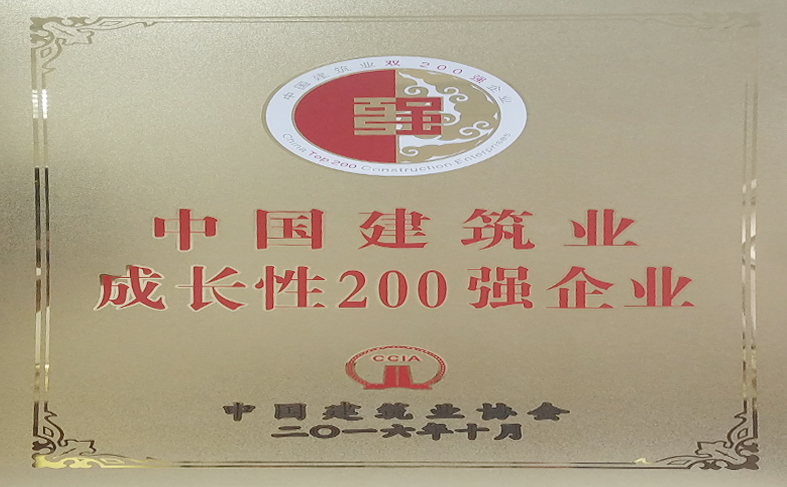 中国建筑业双200强企业
China Top 200 Construction Enterprises
中国建筑业
成长性200强企业
CCIA
中国建筑业协会
二〇一六年十月